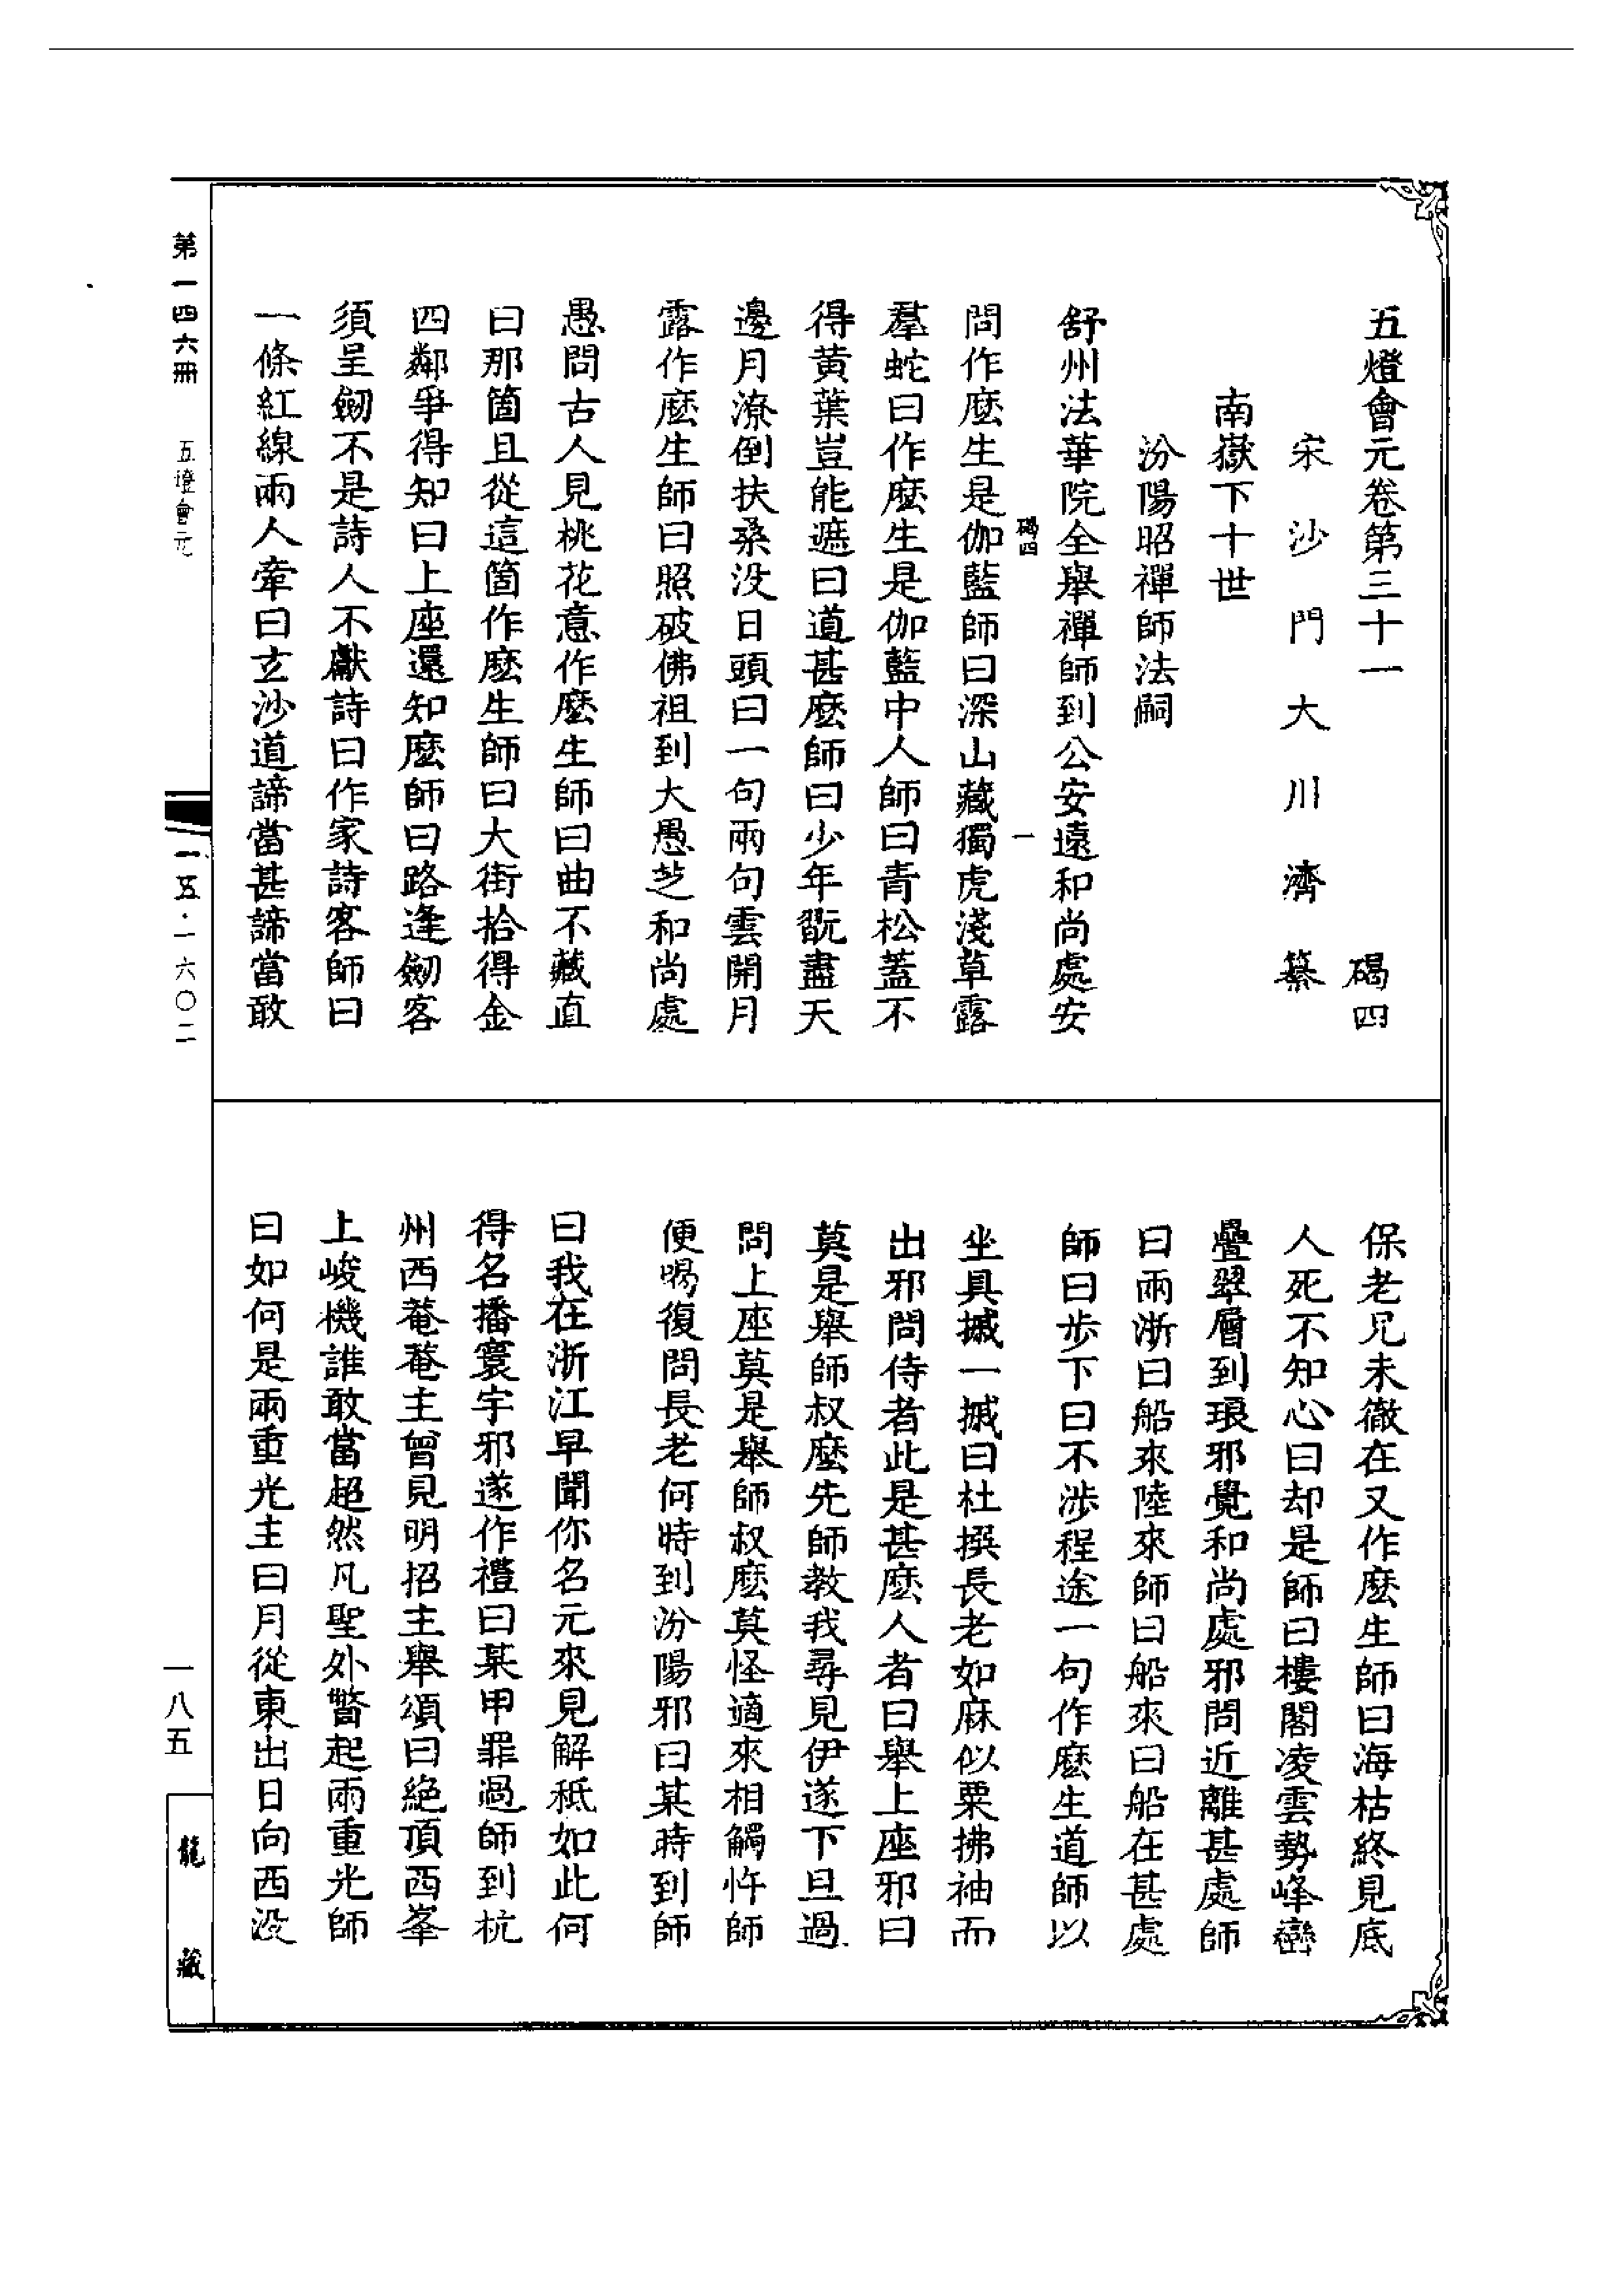 五燈會元卷第三十一　碣四
宋沙門大川濟纂
南嶽下十世
汾陽昭禪師法嗣
舒州法華院全舉禪師到公安遠和尚處安
碣四　一
問作麼生是伽藍師曰深山藏獨虎淺草露
羣蛇曰作麼生是伽藍中人師曰青松蓋不
得黃葉豈能遮曰道甚麼師曰少年翫盡天
邊月潦倒扶桑没日頭曰一句兩句雲開月
露作麼生師曰照破佛祖到大愚芝和尚處
愚問古人見桃花意作麼生師曰曲不藏直
曰那箇且從這箇作麼生師曰大街拾得金
四鄰爭得知曰上座還知麼師曰路逢劒客
須呈劒不是詩人不獻詩曰作家詩客師曰
一條紅線兩人牽曰玄沙道諦當甚諦當敢
保老兄未徹在又作麼生師曰海枯終見底
人死不知心曰却是師曰樓閣凌雲勢峰巒
疊翠層到琅邪覺和尚處邪問近離甚處師
曰兩浙曰船來陸來師曰船來曰船在甚處
師曰步下曰不涉程途一句作麼生道師以
坐具摵一摵曰杜撰長老如麻似粟拂袖而
出邪問侍者此是甚麼人者曰舉上座邪曰
莫是舉師叔麼先師教我尋見伊遂下旦過
問上座莫是舉師叔麼莫怪適來相觸忤師
便喝復問長老何時到汾陽邪曰某時到師
曰我在浙江早聞你名元來見解秪如此何
得名播寰宇邪遂作禮曰某甲罪過師到杭
州西菴菴主曾見明招主舉頌曰絶頂西峯
上峻機誰敢當超然凡聖外瞥起兩重光師
曰如何是兩重光主曰月從東出日向西没
第一四六冊　五燈會元
一五·一六〇二
一八五
龍藏